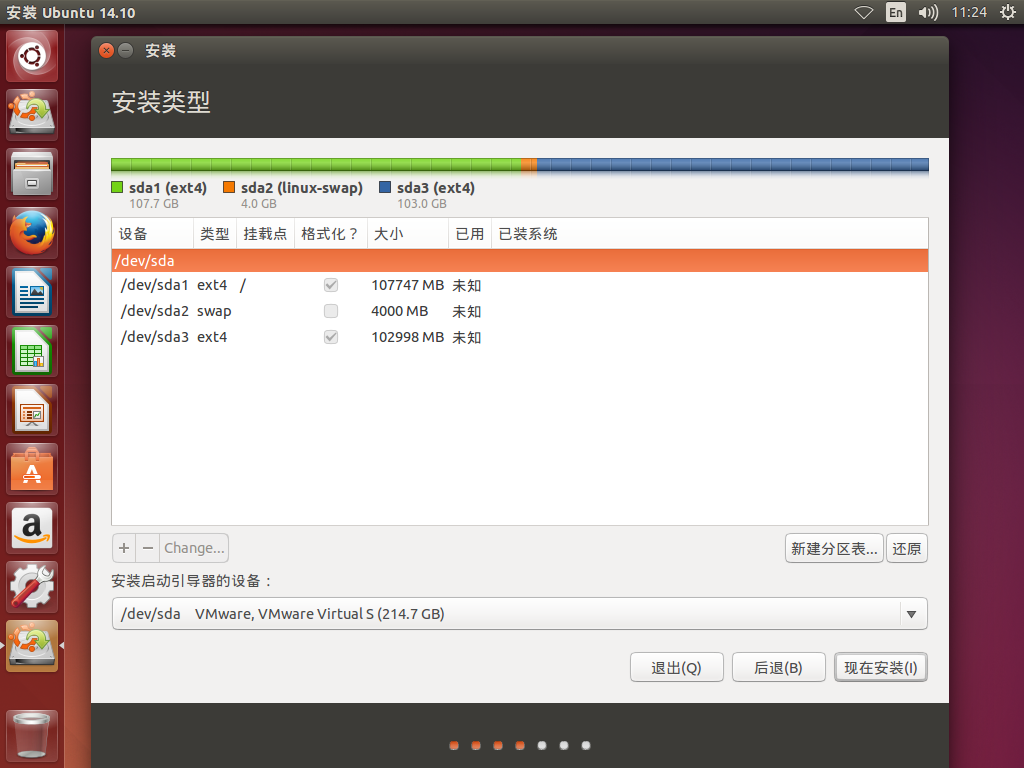 安装 Ubuntu 14.10 En 11:24
安装
安装类型
sda1 (ext4) sda2 (linux-swap) sda3 (ext4)
107.7 GB 4.0 GB 103.0 GB
设备 类型 挂载点 格式化？ 大小 已用 已装系统
/dev/sda
/dev/sda1 ext4 / 107747 MB 未知
/dev/sda2 swap 4000 MB 未知
/dev/sda3 ext4 102998 MB 未知
+ − Change... 新建分区表... 还原
安装启动引导器的设备：
/dev/sda VMware, VMware Virtual S (214.7 GB)
退出(Q) 后退(B) 现在安装(I)